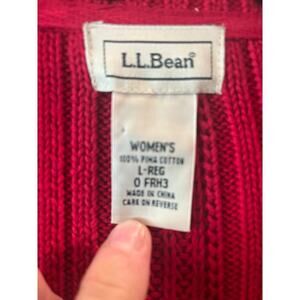 L.L.Bean®
WOMEN'S
100% PIMA COTTON
L-REG
0 FRH3
MADE IN CHINA
CARE ON REVERSE